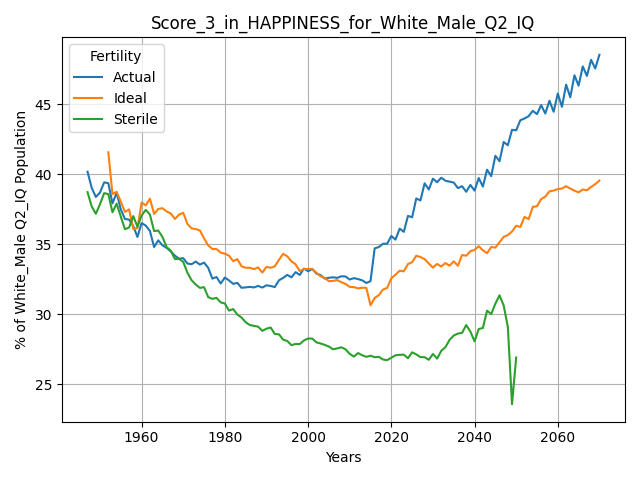 Score_3_in_HAPPINESS_for_White_Male_Q2_IQ
Fertility
Actual
Ideal
Sterile
% of White_Male Q2_IQ Population
45
40
35
30
25
1960
1980
2000
2020
2040
2060
Years